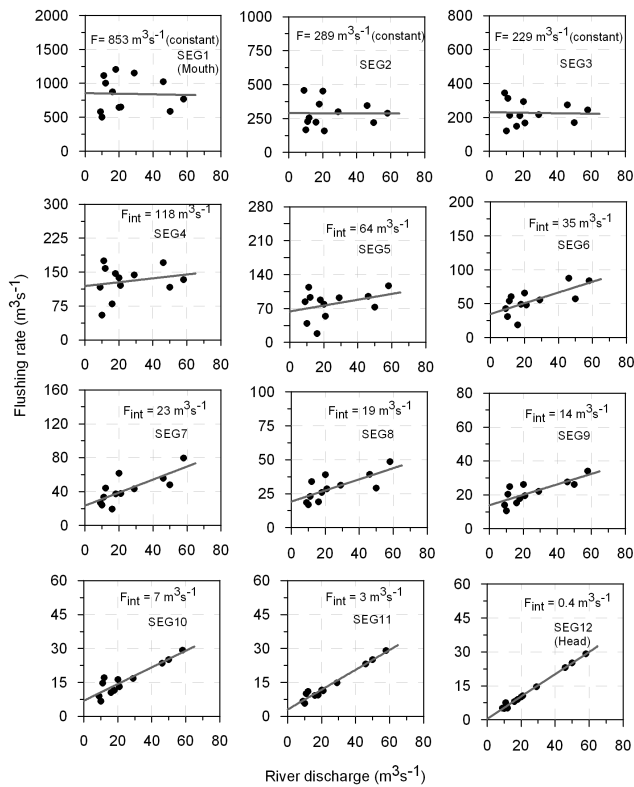 F= 853 m³s⁻¹(constant)
SEG1
(Mouth)
2000
1500
1000
500
0
0 20 40 60 80
F= 289 m³s⁻¹(constant)
SEG2
1000
750
500
250
0
0 20 40 60 80
F= 229 m³s⁻¹(constant)
SEG3
800
600
400
200
0
0 20 40 60 80
Flushing rate (m³s⁻¹)
Fint = 118 m³s⁻¹
SEG4
300
225
150
75
0
0 20 40 60 80
Fint = 64 m³s⁻¹
SEG5
280
210
140
70
0
0 20 40 60 80
Fint = 35 m³s⁻¹
SEG6
200
150
100
50
0
0 20 40 60 80
Fint = 23 m³s⁻¹
SEG7
160
120
80
40
0
0 20 40 60 80
Fint = 19 m³s⁻¹
SEG8
100
75
50
25
0
0 20 40 60 80
Fint = 14 m³s⁻¹
SEG9
80
60
40
20
0
0 20 40 60 80
Fint = 7 m³s⁻¹
SEG10
60
45
30
15
0
0 20 40 60 80
Fint = 3 m³s⁻¹
SEG11
60
45
30
15
0
0 20 40 60 80
Fint = 0.4 m³s⁻¹
SEG12
(Head)
60
45
30
15
0
0 20 40 60 80
River discharge (m³s⁻¹)